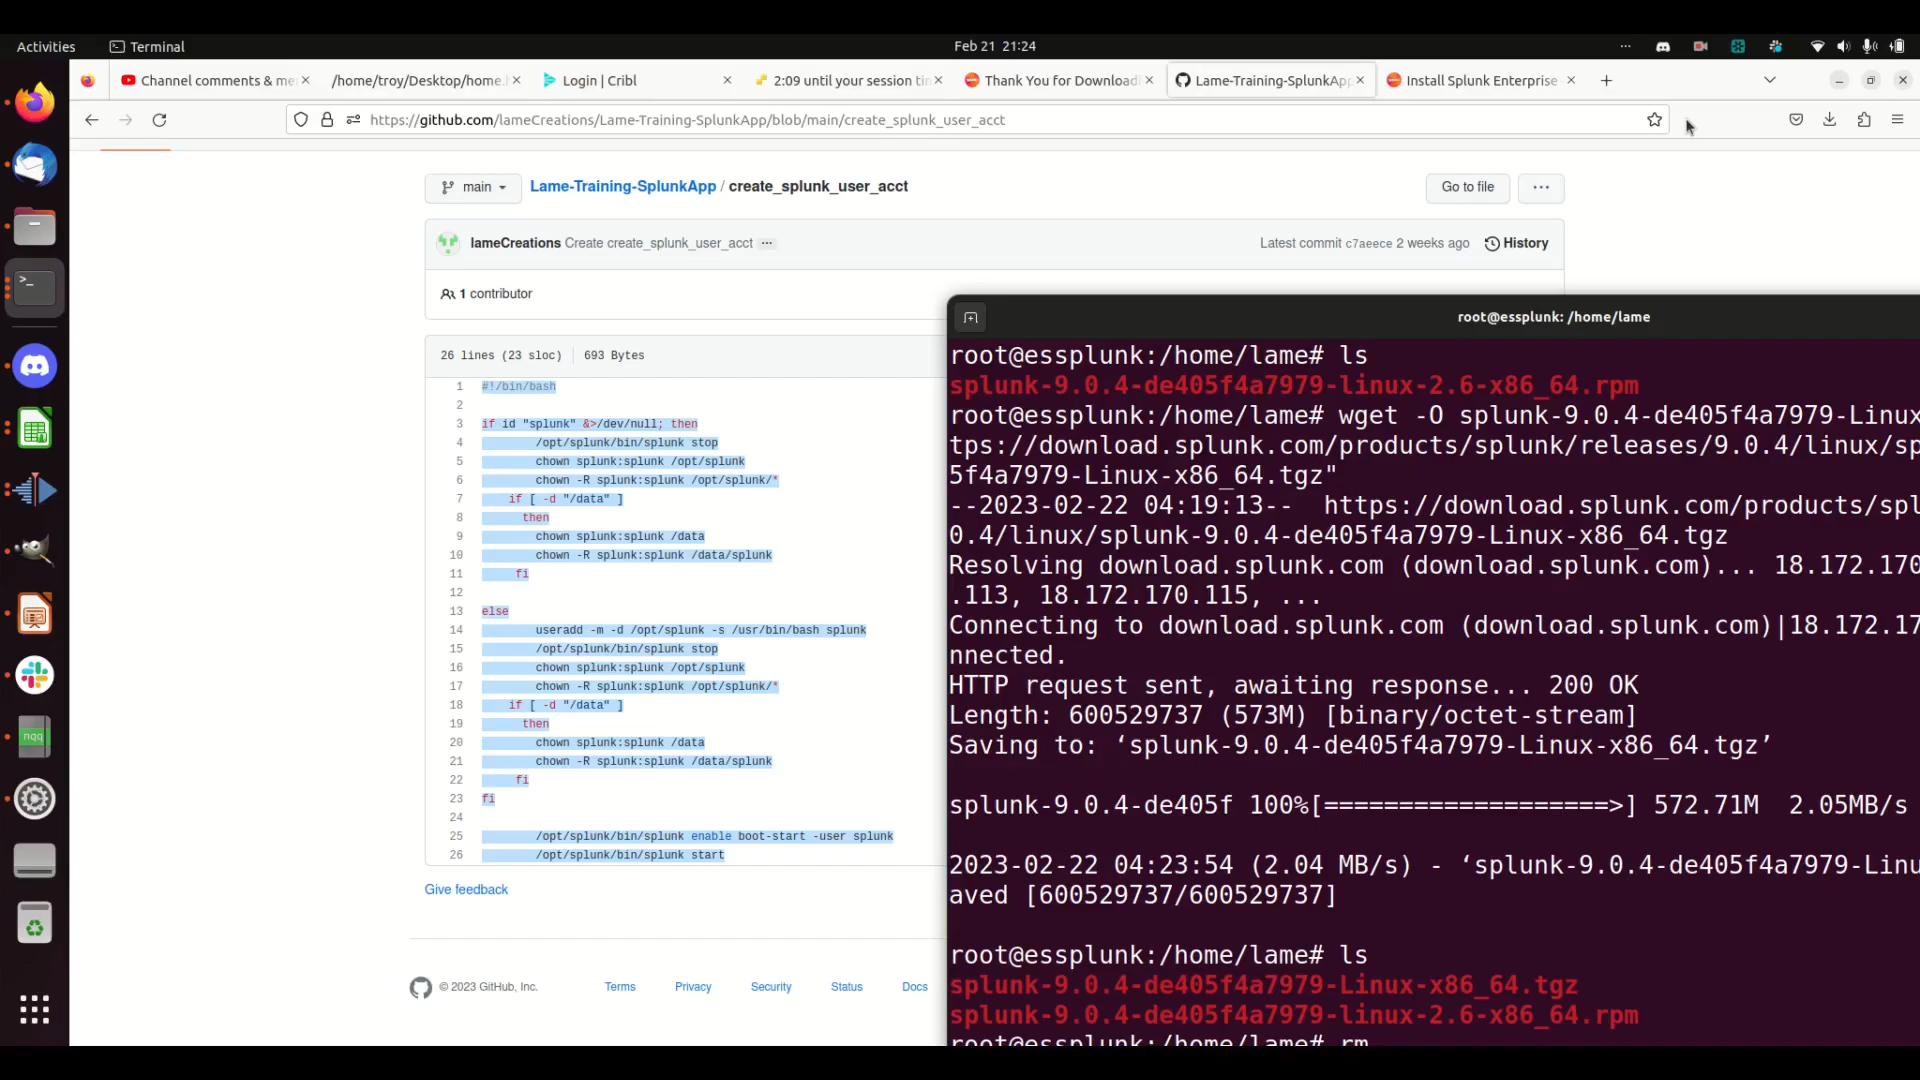 Activities
Terminal
Feb 21 21:24
Channel comments & me
/home/troy/Desktop/home.h
Login | Cribl
2:09 until your session tin
Thank You for Downloadi
Lame-Training-SplunkApp
Install Splunk Enterprise
https://github.com/lameCreations/Lame-Training-SplunkApp/blob/main/create_splunk_user_acct
main
Lame-Training-SplunkApp / create_splunk_user_acct
Go to file
lameCreations Create create_splunk_user_acct
Latest commit c7aeece 2 weeks ago
History
1 contributor
26 lines (23 sloc) | 693 Bytes
1 #!/bin/bash
2
3 if id "splunk" &>/dev/null; then
4 /opt/splunk/bin/splunk stop
5 chown splunk:splunk /opt/splunk
6 chown -R splunk:splunk /opt/splunk/*
7 if [ -d "/data" ]
8 then
9 chown splunk:splunk /data
10 chown -R splunk:splunk /data/splunk
11 fi
12
13 else
14 useradd -m -d /opt/splunk -s /usr/bin/bash splunk
15 /opt/splunk/bin/splunk stop
16 chown splunk:splunk /opt/splunk
17 chown -R splunk:splunk /opt/splunk/*
18 if [ -d "/data" ]
19 then
20 chown splunk:splunk /data
21 chown -R splunk:splunk /data/splunk
22 fi
23 fi
24
25 /opt/splunk/bin/splunk enable boot-start -user splunk
26 /opt/splunk/bin/splunk start
Give feedback
© 2023 GitHub, Inc.
Terms
Privacy
Security
Status
Docs
nqq
root@essplunk: /home/lame
root@essplunk:/home/lame# ls
splunk-9.0.4-de405f4a7979-linux-2.6-x86_64.rpm
root@essplunk:/home/lame# wget -O splunk-9.0.4-de405f4a7979-Linux
tps://download.splunk.com/products/splunk/releases/9.0.4/linux/sp
5f4a7979-Linux-x86_64.tgz"
--2023-02-22 04:19:13-- https://download.splunk.com/products/spl
0.4/linux/splunk-9.0.4-de405f4a7979-Linux-x86_64.tgz
Resolving download.splunk.com (download.splunk.com)... 18.172.170
.113, 18.172.170.115, ...
Connecting to download.splunk.com (download.splunk.com)|18.172.17
nnected.
HTTP request sent, awaiting response... 200 OK
Length: 600529737 (573M) [binary/octet-stream]
Saving to: ‘splunk-9.0.4-de405f4a7979-Linux-x86_64.tgz’
splunk-9.0.4-de405f 100%[===================>] 572.71M 2.05MB/s
2023-02-22 04:23:54 (2.04 MB/s) - ‘splunk-9.0.4-de405f4a7979-Linu
aved [600529737/600529737]
root@essplunk:/home/lame# ls
splunk-9.0.4-de405f4a7979-Linux-x86_64.tgz
splunk-9.0.4-de405f4a7979-linux-2.6-x86_64.rpm
root@essplunk:/home/lame# rm